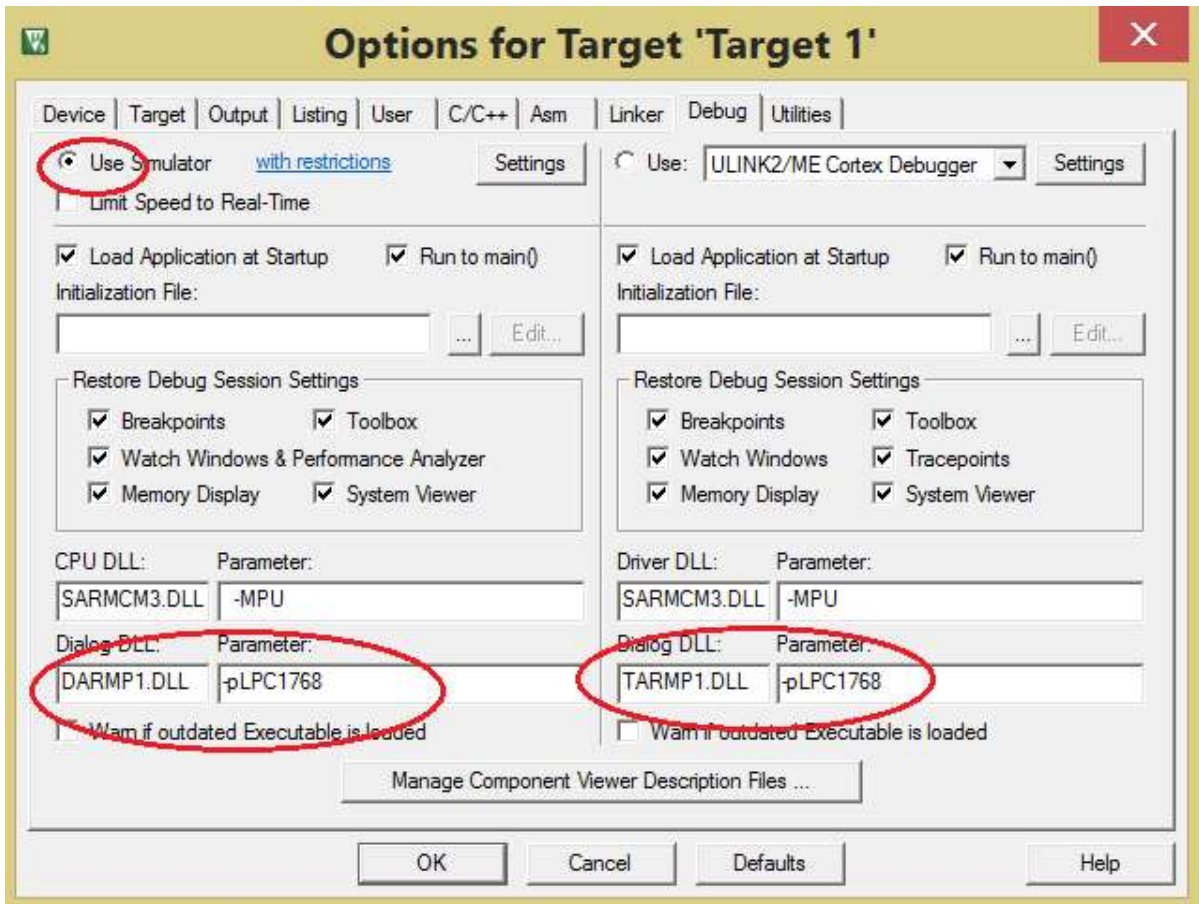 Options for Target 'Target 1'
Device Target Output Listing User C/C++ Asm Linker Debug Utilities
Use Simulator with restrictions Settings
Limit Speed to Real-Time
Use: ULINK2/ME Cortex Debugger Settings
Load Application at Startup Run to main()
Initialization File:
... Edit...
Restore Debug Session Settings
Breakpoints Toolbox
Watch Windows & Performance Analyzer
Memory Display System Viewer
CPU DLL: Parameter:
SARMCM3.DLL -MPU
Dialog DLL: Parameter:
DARMP1.DLL -pLPC1768
Warn if outdated Executable is loaded
Load Application at Startup Run to main()
Initialization File:
... Edit...
Restore Debug Session Settings
Breakpoints Toolbox
Watch Windows Tracepoints
Memory Display System Viewer
Driver DLL: Parameter:
SARMCM3.DLL -MPU
Dialog DLL: Parameter:
TARMP1.DLL -pLPC1768
Warn if outdated Executable is loaded
Manage Component Viewer Description Files ...
OK Cancel Defaults Help